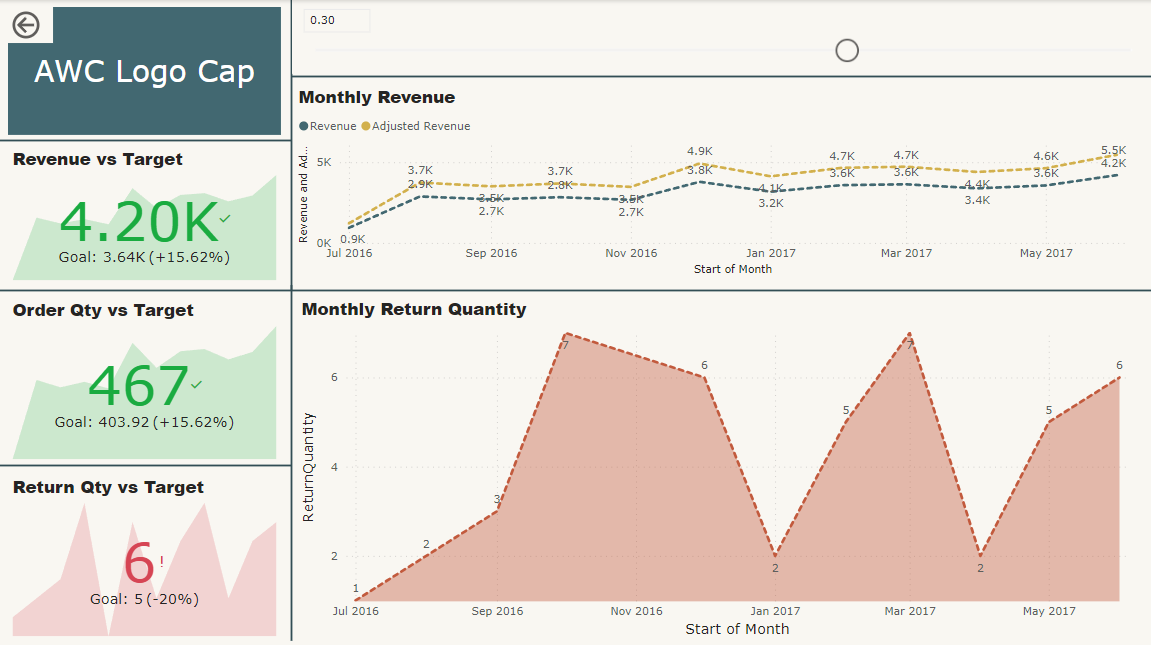 AWC Logo Cap
0.30
Revenue vs Target
4.20K
Goal: 3.64K (+15.62%)
Order Qty vs Target
467
Goal: 403.92 (+15.62%)
Return Qty vs Target
6!
Goal: 5 (-20%)
Monthly Revenue
Revenue Adjusted Revenue
Revenue and Ad...
5K
0K
3.7K 3.7K 4.9K 4.7K 4.7K 4.6K 5.5K
2.9K 3.5K 2.8K 3.5K 3.8K 4.1K 3.6K 3.6K 4.4K 3.6K 4.2K
0.9K 2.7K 2.7K 3.2K 3.4K
Jul 2016 Sep 2016 Nov 2016 Jan 2017 Mar 2017 May 2017
Start of Month
Monthly Return Quantity
ReturnQuantity
6
4
2
1 2 3 7 6 2 5 7 2 5 6
Jul 2016 Sep 2016 Nov 2016 Jan 2017 Mar 2017 May 2017
Start of Month